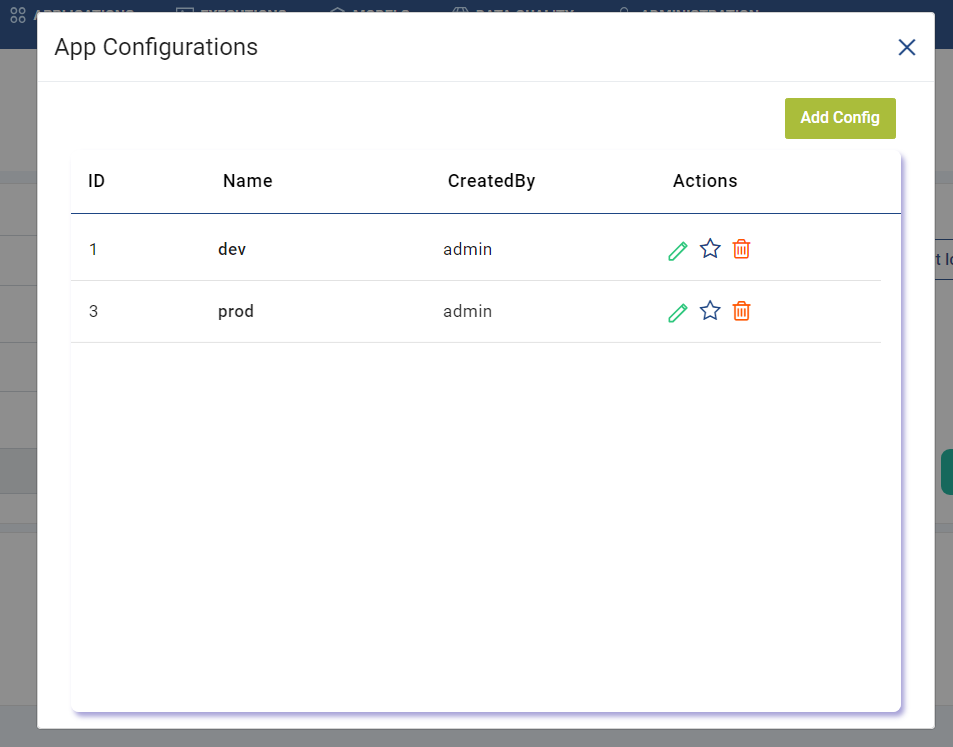 APPLICATIONS EXECUTIONS MODELS DATA QUALITY ADMINISTRATION
App Configurations
Add Config
ID Name CreatedBy Actions
1 dev admin
3 prod admin